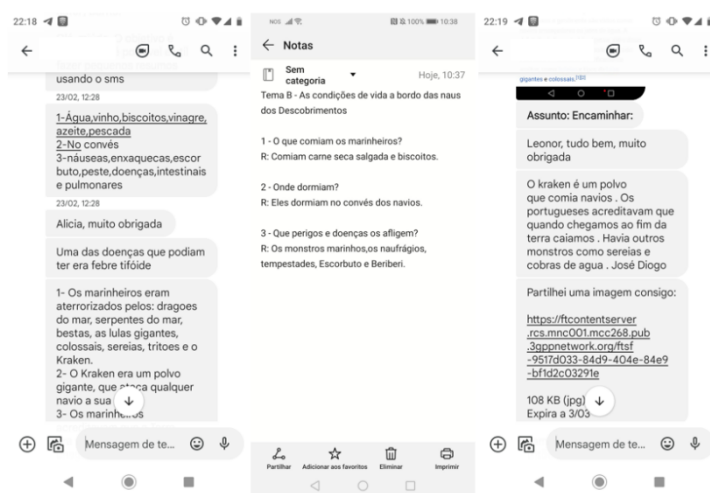 22:18
usando o sms
23/02, 12:28
1-Água,vinho,biscoitos,vinagre,
azeite,pescada
2-No convés
3-náuseas,enxaquecas,escor
buto,peste,doenças,intestinais
e pulmonares
23/02, 12:28
Alicia, muito obrigada
Uma das doenças que podiam
ter era febre tifóide
1- Os marinheiros eram
aterrorizados pelos: dragoes
do mar, serpentes do mar,
bestas, as lulas gigantes,
colossais, sereias, tritoes e o
Kraken.
2- O Kraken era um polvo
gigante, que ataca qualquer
navio a sua
3- Os marinheiros
Mensagem de te...
NOS
100% 10:38
Notas
Sem
categoria
Hoje, 10:37
Tema B - As condições de vida a bordo das naus
dos Descobrimentos
1 - O que comiam os marinheiros?
R: Comiam carne seca salgada e biscoitos.
2 - Onde dormiam?
R: Eles dormiam no convés dos navios.
3 - Que perigos e doenças os afligem?
R: Os monstros marinhos,os naufrágios,
tempestades, Escorbuto e Beriberi.
Partilhar
Adicionar aos favoritos
Eliminar
Imprimir
22:19
gigantes e colossais.
Assunto: Encaminhar:
Leonor, tudo bem, muito
obrigada
O kraken é um polvo
que comia navios . Os
portugueses acreditavam que
quando chegamos ao fim da
terra caiamos . Havia outros
monstros como sereias e
cobras de agua . José Diogo
Partilhei uma imagem consigo:
https://ftcontentserver
.rcs.mnc001.mcc268.pub
.3gppnetwork.org/ftsf
-9517d033-84d9-404e-84e9
-bf1d2c03291e
108 KB (jpg)
Expira a 3/03
Mensagem de te...